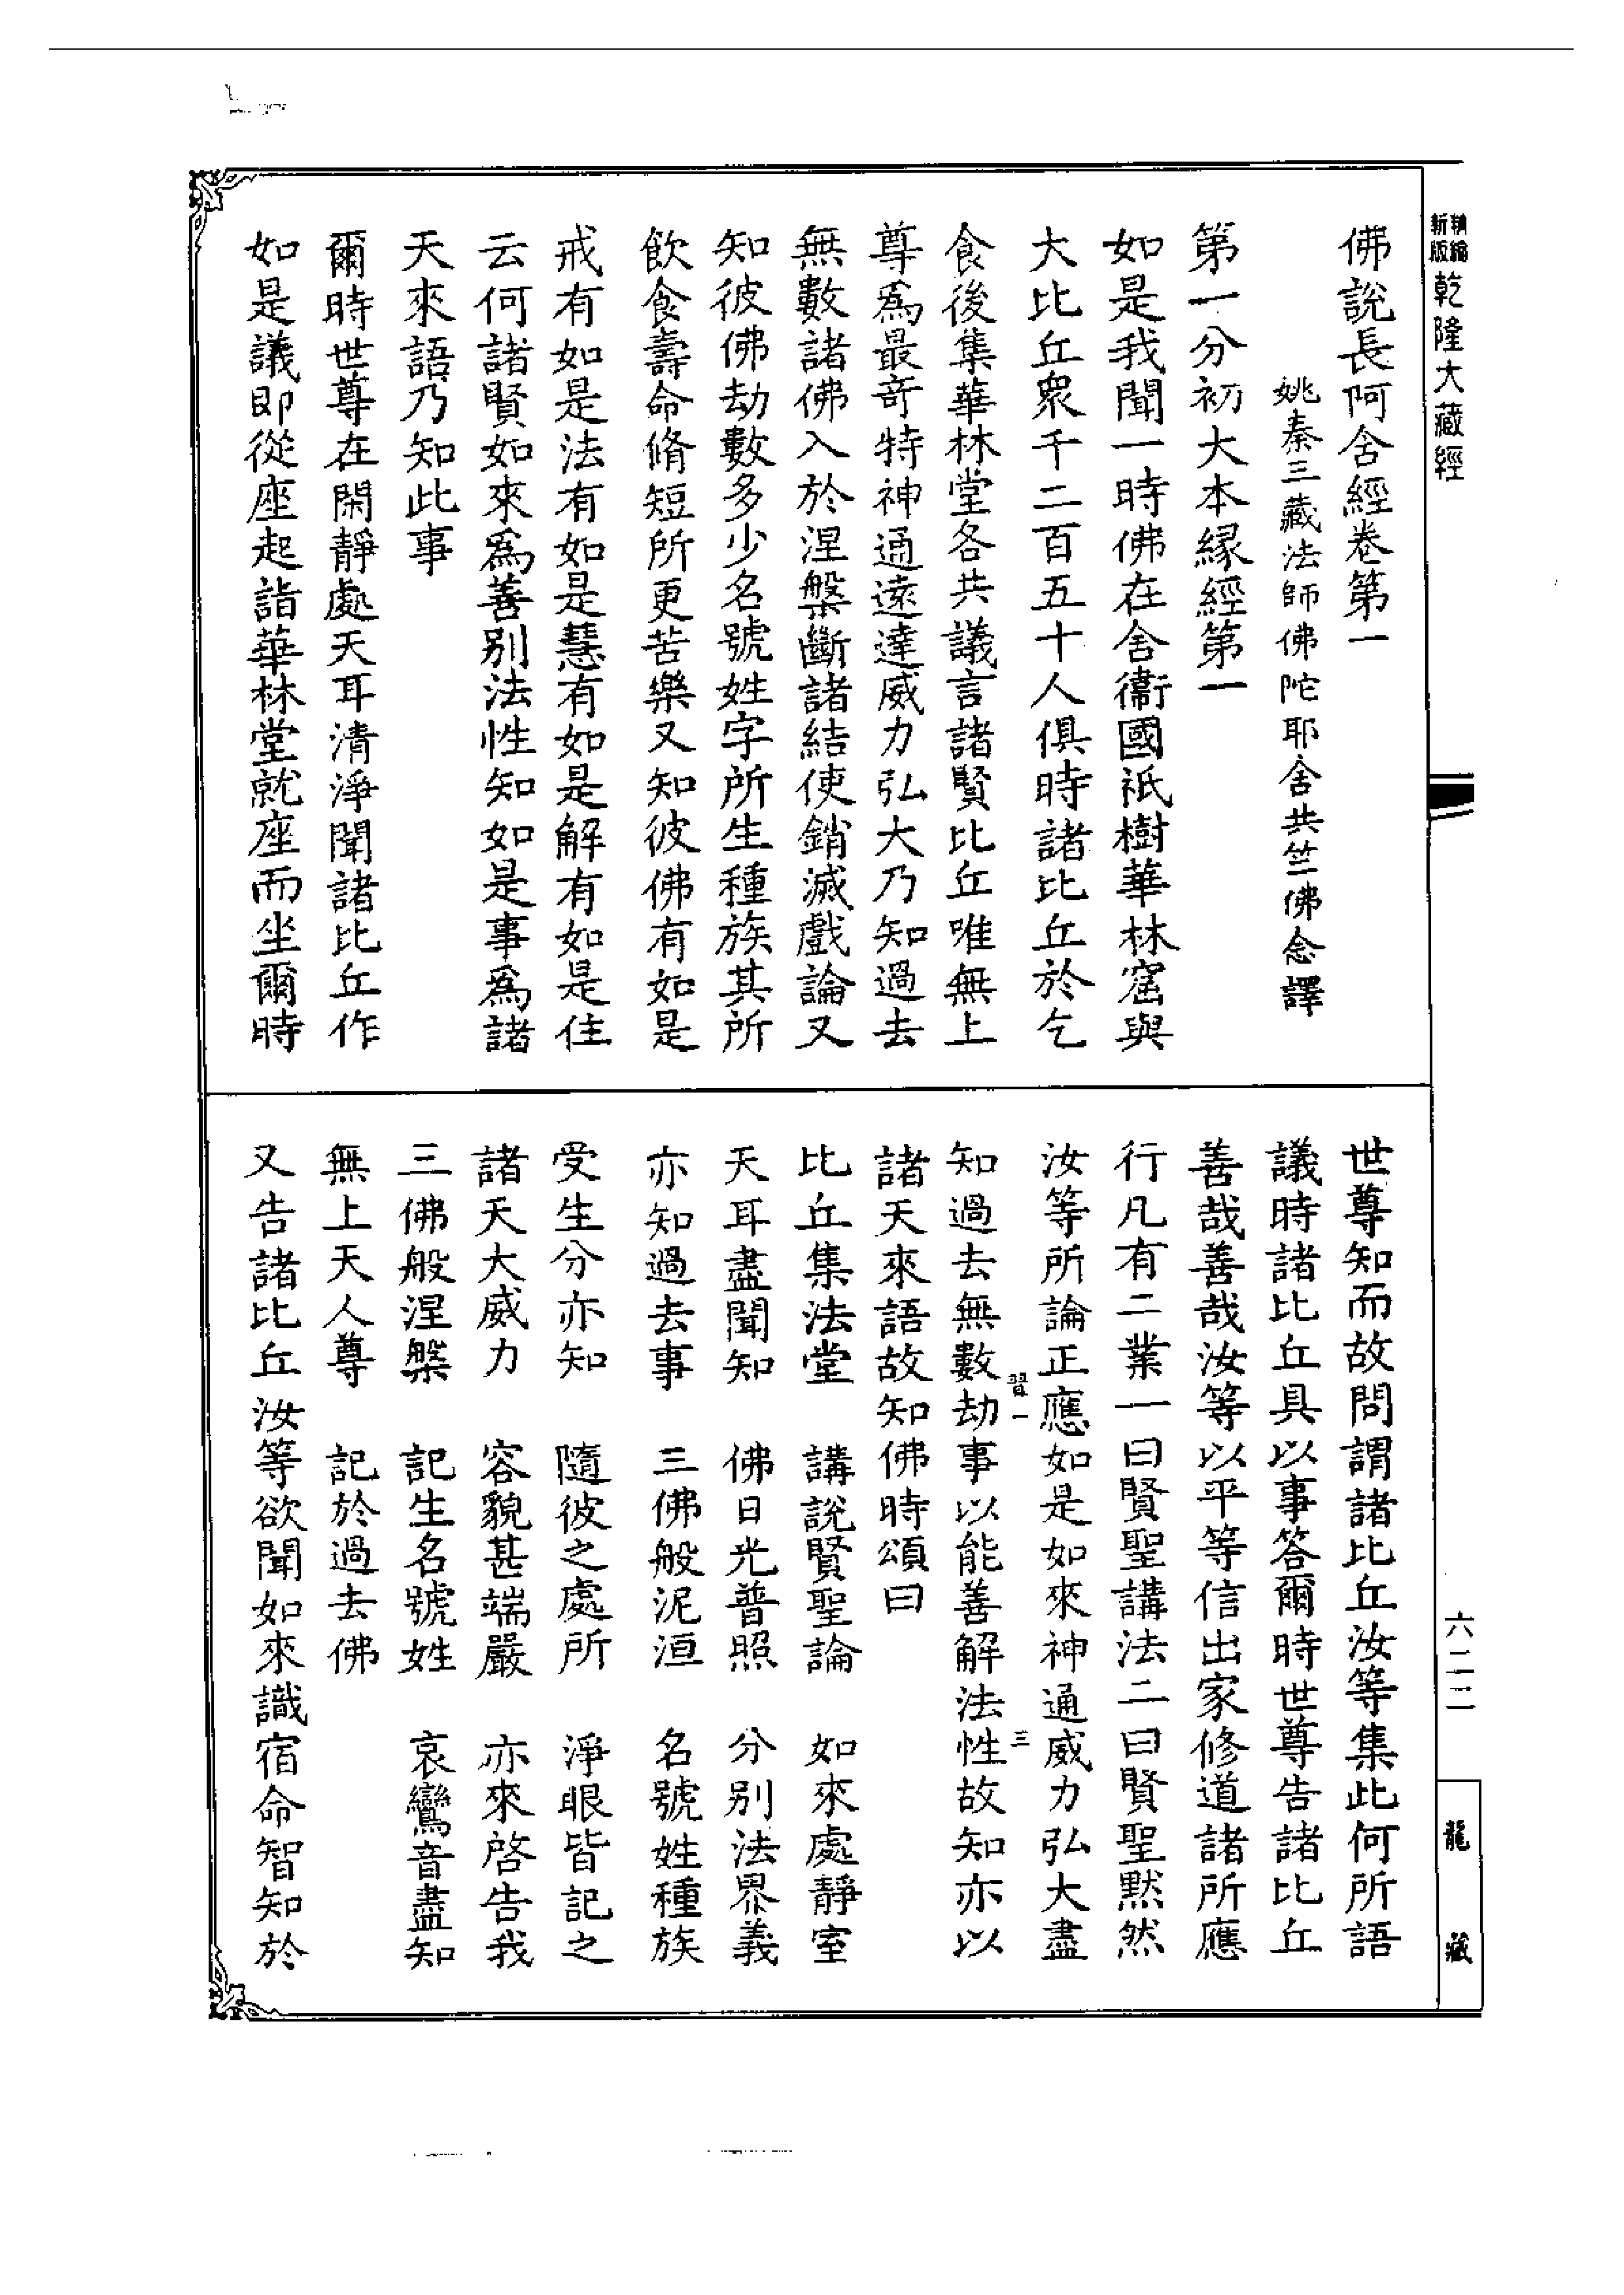 新編縮版
乾隆大藏經
佛說長阿含經卷第一
姚秦三藏法師佛陀耶舍共竺佛念譯
第一分初大本緣經第一
如是我聞一時佛在舍衞國祇樹華林窟與
大比丘衆千二百五十人俱時諸比丘於乞
食後集華林堂各共議言諸賢比丘唯無上
尊爲最奇特神通遠達威力弘大乃知過去
無數諸佛入於涅槃斷諸結使銷滅戲論又
知彼佛劫數多少名號姓字所生種族其所
飲食壽命脩短所更苦樂又知彼佛有如是
戒有如是法有如是慧有如是解有如是住
云何諸賢如來爲善別法性知如是事爲諸
天來語乃知此事
爾時世尊在閑靜處天耳清淨聞諸比丘作
如是議即從座起詣華林堂就座而坐爾時
世尊知而故問謂諸比丘汝等集此何所語
議時諸比丘具以事答爾時世尊告諸比丘
善哉善哉汝等以平等信出家修道諸所應
行凡有二業一曰賢聖講法二曰賢聖默然
汝等所論正應如是如來神通威力弘大盡
習一
三
知過去無數劫事以能善解法性故知亦以
諸天來語故知佛時頌曰
比丘集法堂 講說賢聖論 如來處靜室
天耳盡聞知 佛日光普照 分別法界義
亦知過去事 三佛般泥洹 名號姓種族
受生分亦知 隨彼之處所 淨眼皆記之
諸天大威力 容貌甚端嚴 亦來啓告我
三佛般涅槃 記生名號姓 哀鸞音盡知
無上天人尊 記於過去佛
又告諸比丘汝等欲聞如來識宿命智知於
六二二
龍藏